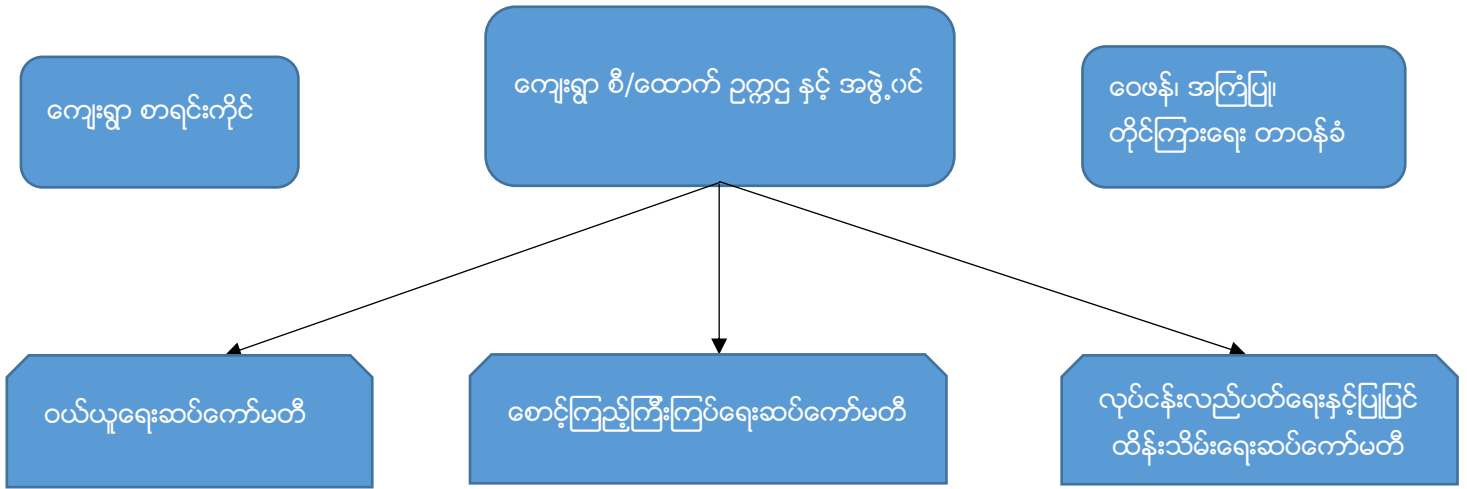 ကျေးရွာ စာရင်းကိုင်
ကျေးရွာ စီ/ထောက် ဥက္ကဌ နှင့် အဖွဲ့ဝင်
ဝေဖန်၊ အကြံပြု၊
တိုင်ကြားရေး တာဝန်ခံ
ဝယ်ယူရေးဆပ်ကော်မတီ
စောင့်ကြည့်ကြီးကြပ်ရေးဆပ်ကော်မတီ
လုပ်ငန်းလည်ပတ်ရေးနှင့်ပြုပြင်
ထိန်းသိမ်းရေးဆပ်ကော်မတီ